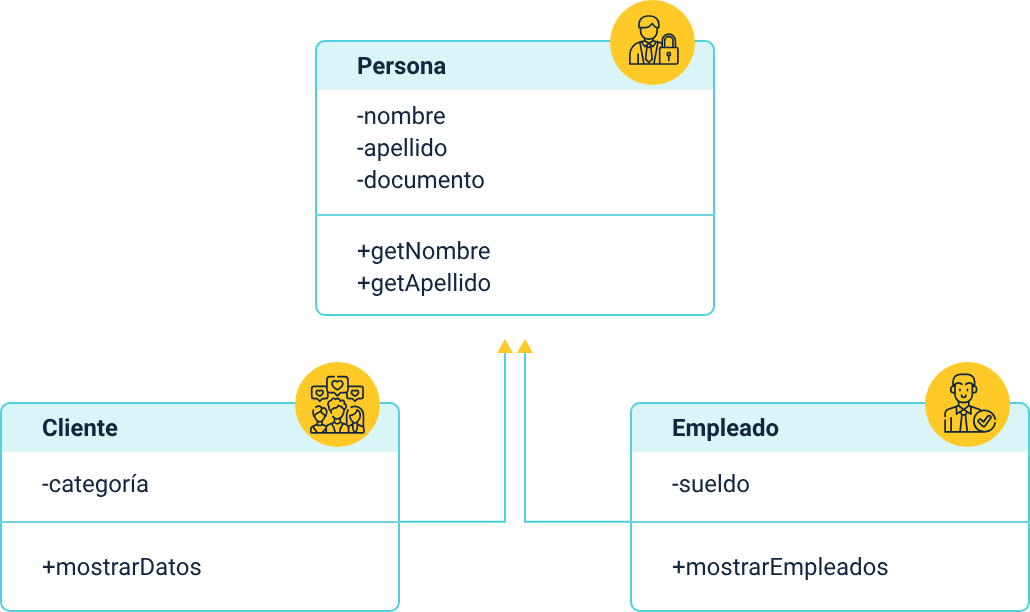 Persona
-nombre
-apellido
-documento
+getNombre
+getApellido
Cliente
-categoría
+mostrarDatos
Empleado
-sueldo
+mostrarEmpleados